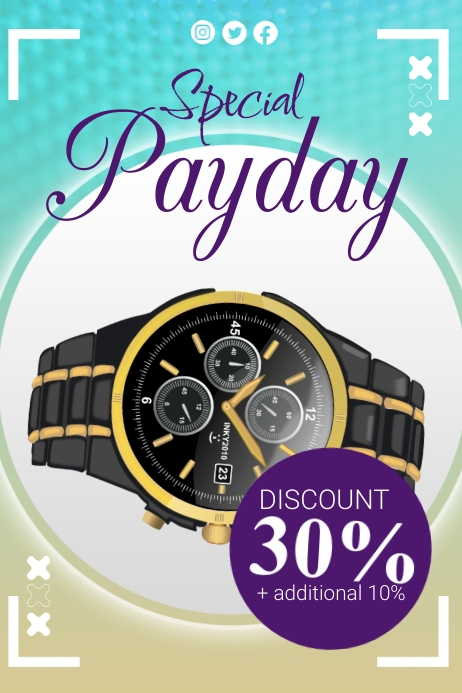 Special
Payday
45
12
6
INKY2010
23
DISCOUNT
30%
+ additional 10%